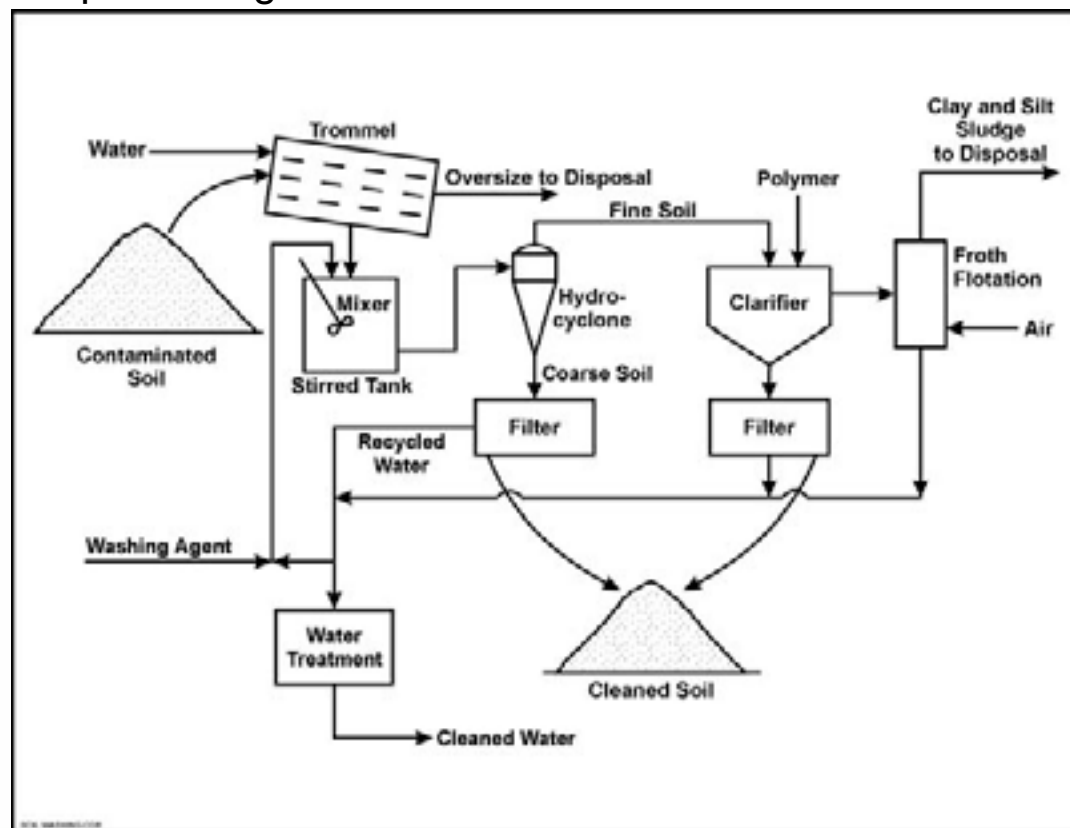 Trommel
Water
Oversize to Disposal
Clay and Silt
Sludge
to Disposal
Polymer
Fine Soil
Mixer
Hydro-
cyclone
Clarifier
Froth
Flotation
Air
Contaminated
Soil
Stirred Tank
Coarse Soil
Filter
Filter
Recycled
Water
Washing Agent
Water
Treatment
Cleaned Soil
Cleaned Water